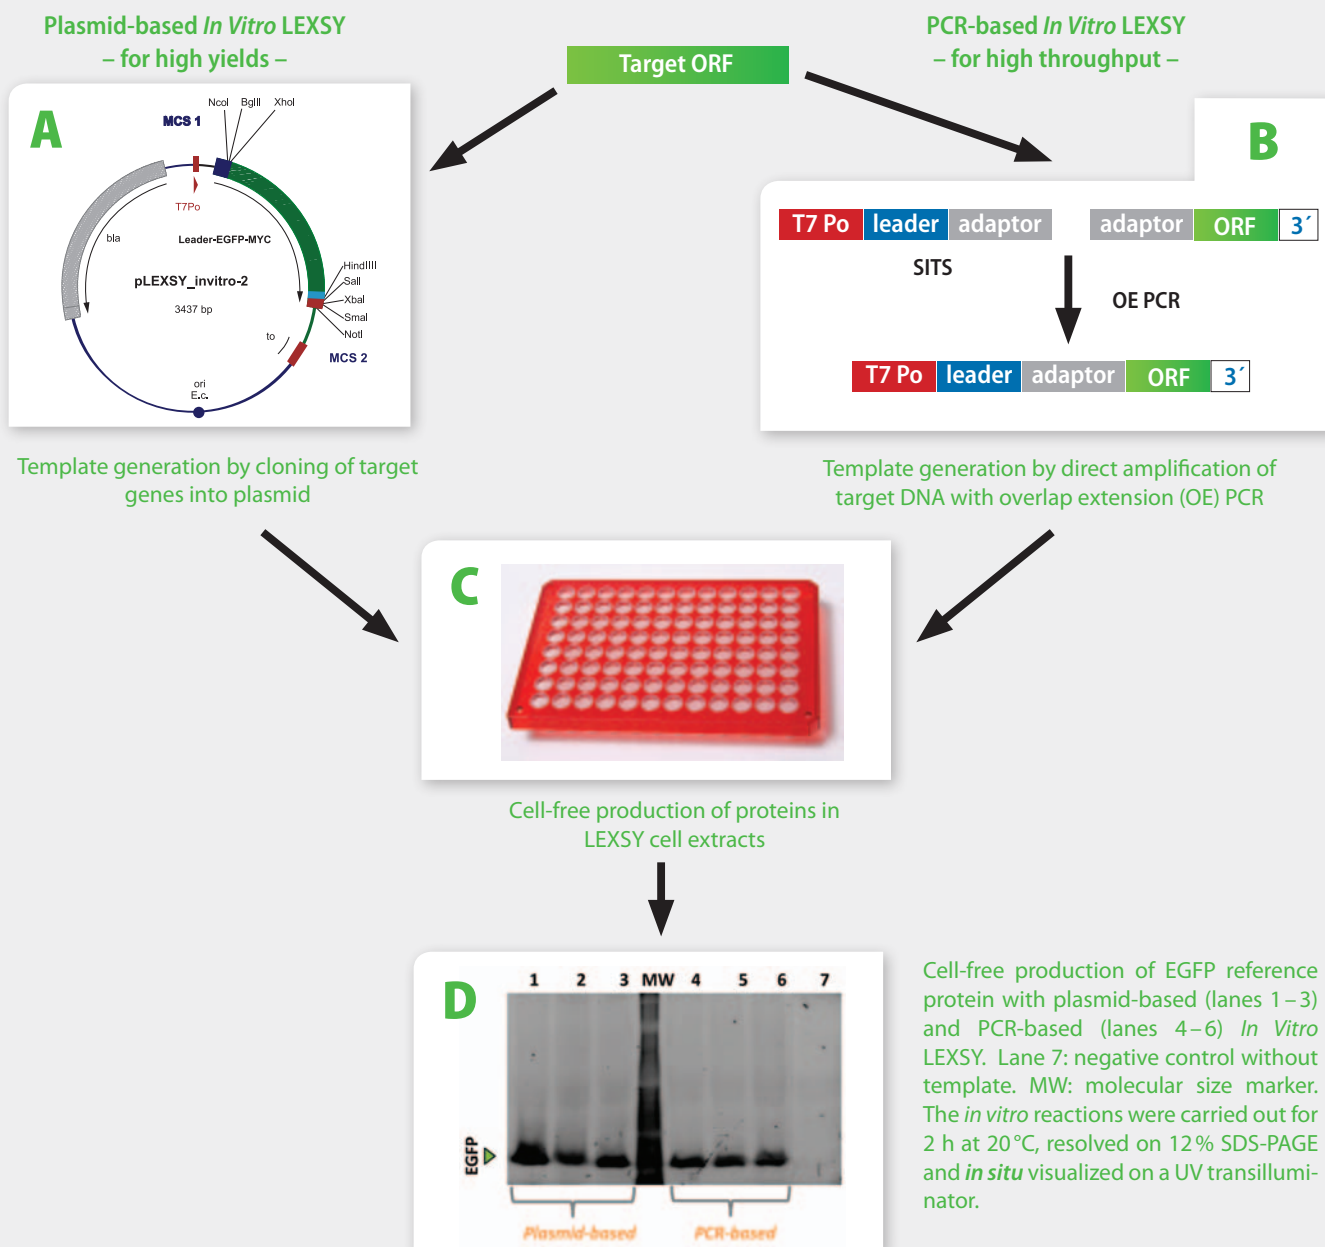 Plasmid-based In Vitro LEXSY
– for high yields –
Target ORF
PCR-based In Vitro LEXSY
– for high throughput –
A
NcoI BglII XhoI
MCS 1
T7Po
bla
Leader-EGFP-MYC
pLEXSY_invitro-2
3437 bp
HindIIII
SalI
XbaI
SmaI
NotI
to
MCS 2
ori
E.c.
B
T7 Po leader adaptor adaptor ORF 3´
SITS
OE PCR
T7 Po leader adaptor ORF 3´
Template generation by cloning of target
genes into plasmid
Template generation by direct amplification of
target DNA with overlap extension (OE) PCR
C
Cell-free production of proteins in
LEXSY cell extracts
D
1 2 3 MW 4 5 6 7
EGFP
Plasmid-based PCR-based
Cell-free production of EGFP reference
protein with plasmid-based (lanes 1–3)
and PCR-based (lanes 4–6) In Vitro
LEXSY. Lane 7: negative control without
template. MW: molecular size marker.
The in vitro reactions were carried out for
2 h at 20 °C, resolved on 12 % SDS-PAGE
and in situ visualized on a UV transillumi-
nator.